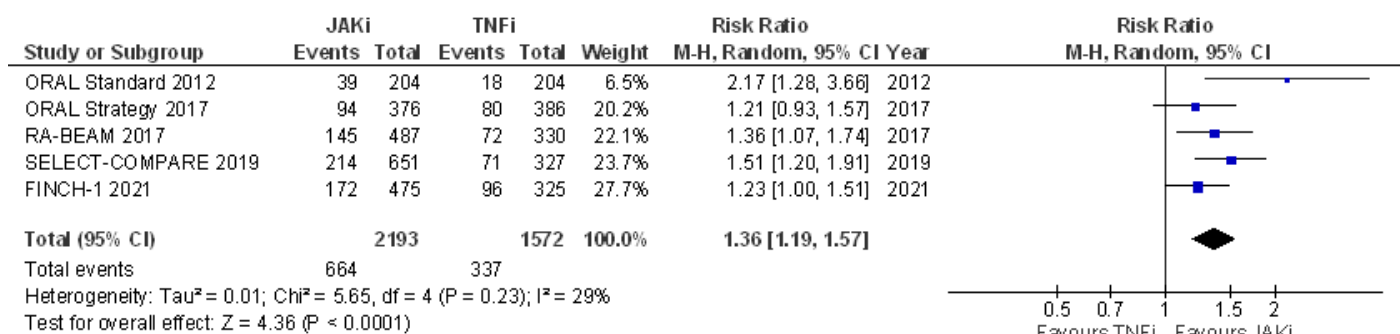 JAKi TNFi Risk Ratio Risk Ratio
Study or Subgroup Events Total Events Total Weight M-H, Random, 95% CI Year M-H, Random, 95% CI
ORAL Standard 2012 39 204 18 204 6.5% 2.17 [1.28, 3.66] 2012
ORAL Strategy 2017 94 376 80 386 20.2% 1.21 [0.93, 1.57] 2017
RA-BEAM 2017 145 487 72 330 22.1% 1.36 [1.07, 1.74] 2017
SELECT-COMPARE 2019 214 651 71 327 23.7% 1.51 [1.20, 1.91] 2019
FINCH-1 2021 172 475 96 325 27.7% 1.23 [1.00, 1.51] 2021
Total (95% CI) 2193 1572 100.0% 1.36 [1.19, 1.57]
Total events 664 337
Heterogeneity: Tau² = 0.01; Chi² = 5.65, df = 4 (P = 0.23); I² = 29%
Test for overall effect: Z = 4.36 (P < 0.0001)
0.5 0.7 1 1.5 2
Favours TNFi Favours JAKi